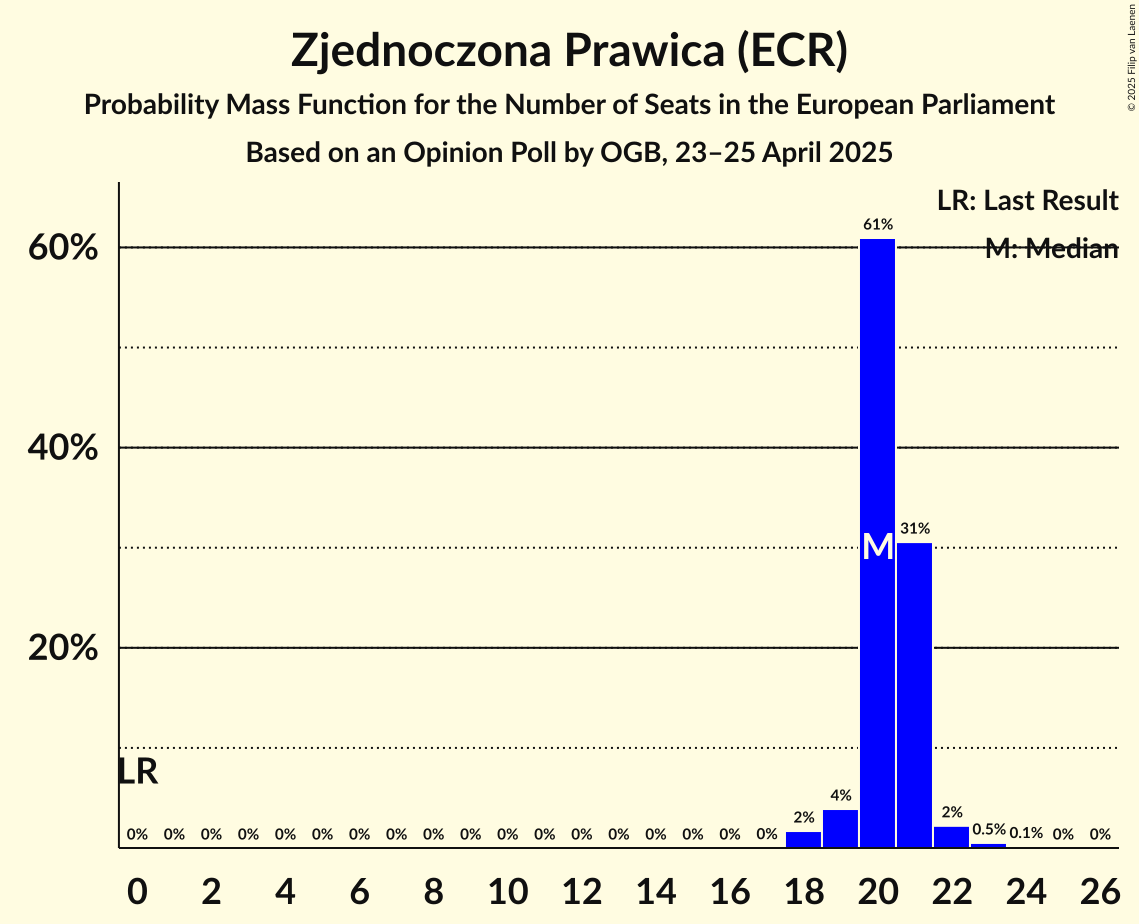 Zjednoczona Prawica (ECR)
Probability Mass Function for the Number of Seats in the European Parliament
Based on an Opinion Poll by OGB, 23–25 April 2025
© 2025 Filip van Laenen
LR: Last Result
M: Median
60%
40%
20%
61%
31%
M
LR
0% 0% 0% 0% 0% 0% 0% 0% 0% 0% 0% 0% 0% 0% 0% 0% 0% 0% 2% 4% 2% 0.5% 0.1% 0% 0%
0 2 4 6 8 10 12 14 16 18 20 22 24 26